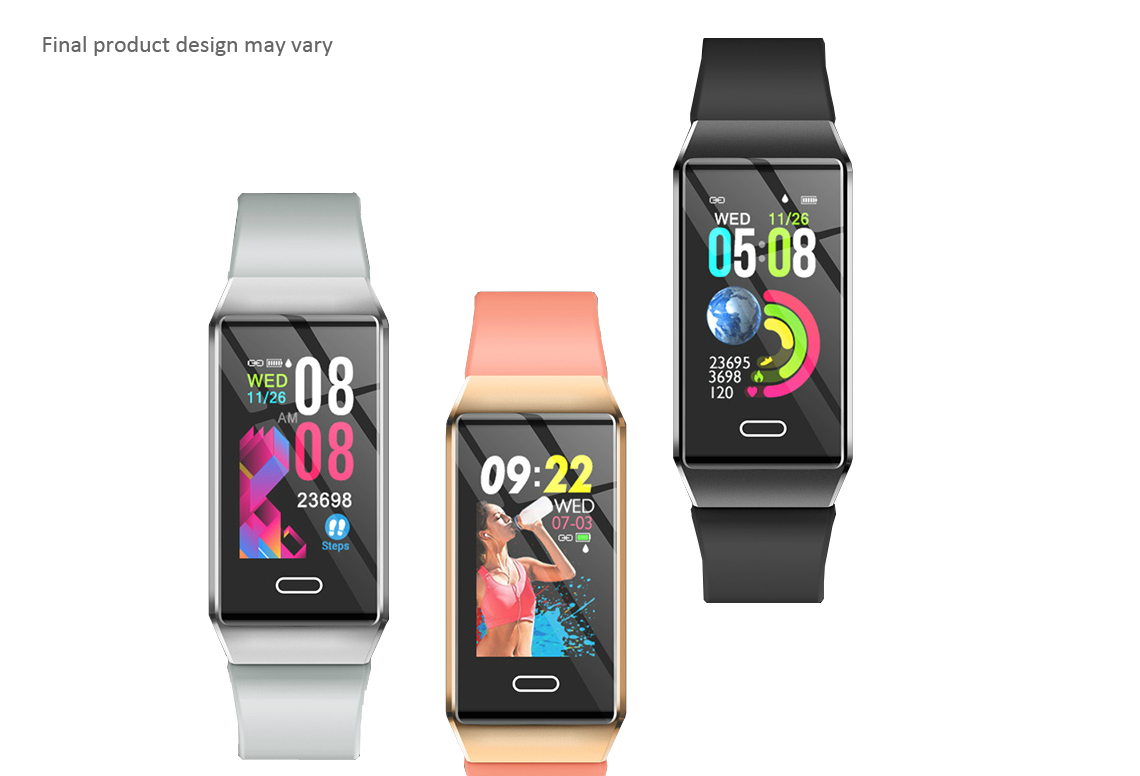 Final product design may vary
WED
11/26
08
AM
08
23698
Steps
09:22
WED
07-03
WED 11/26
05:08
23695
3698
120